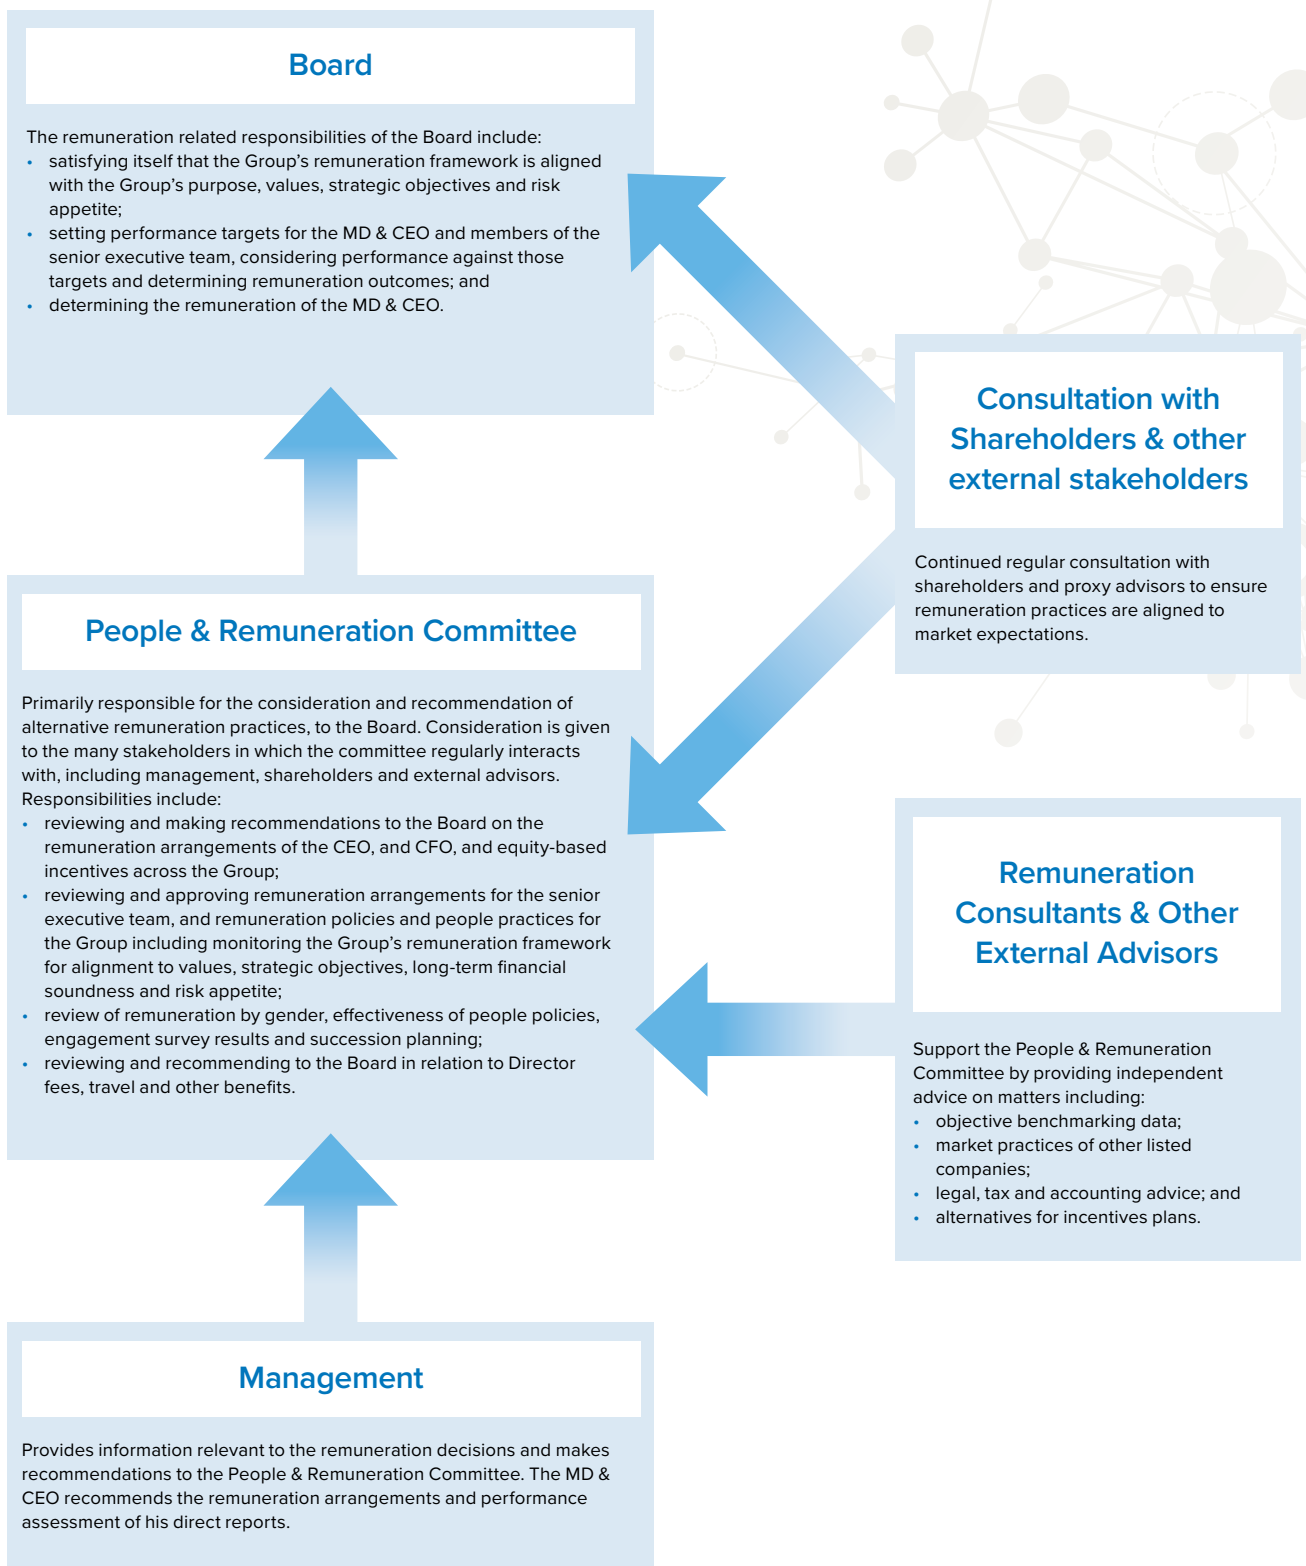 Board
The remuneration related responsibilities of the Board include:
• satisfying itself that the Group's remuneration framework is aligned
with the Group's purpose, values, strategic objectives and risk
appetite;
• setting performance targets for the MD & CEO and members of the
senior executive team, considering performance against those
targets and determining remuneration outcomes; and
• determining the remuneration of the MD & CEO.
Consultation with
Shareholders & other
external stakeholders
Continued regular consultation with
shareholders and proxy advisors to ensure
remuneration practices are aligned to
market expectations.
People & Remuneration Committee
Primarily responsible for the consideration and recommendation of
alternative remuneration practices, to the Board. Consideration is given
to the many stakeholders in which the committee regularly interacts
with, including management, shareholders and external advisors.
Responsibilities include:
• reviewing and making recommendations to the Board on the
remuneration arrangements of the CEO, and CFO, and equity-based
incentives across the Group;
• reviewing and approving remuneration arrangements for the senior
executive team, and remuneration policies and people practices for
the Group including monitoring the Group's remuneration framework
for alignment to values, strategic objectives, long-term financial
soundness and risk appetite;
• review of remuneration by gender, effectiveness of people policies,
engagement survey results and succession planning;
• reviewing and recommending to the Board in relation to Director
fees, travel and other benefits.
Remuneration
Consultants & Other
External Advisors
Support the People & Remuneration
Committee by providing independent
advice on matters including:
• objective benchmarking data;
• market practices of other listed
companies;
• legal, tax and accounting advice; and
• alternatives for incentives plans.
Management
Provides information relevant to the remuneration decisions and makes
recommendations to the People & Remuneration Committee. The MD &
CEO recommends the remuneration arrangements and performance
assessment of his direct reports.